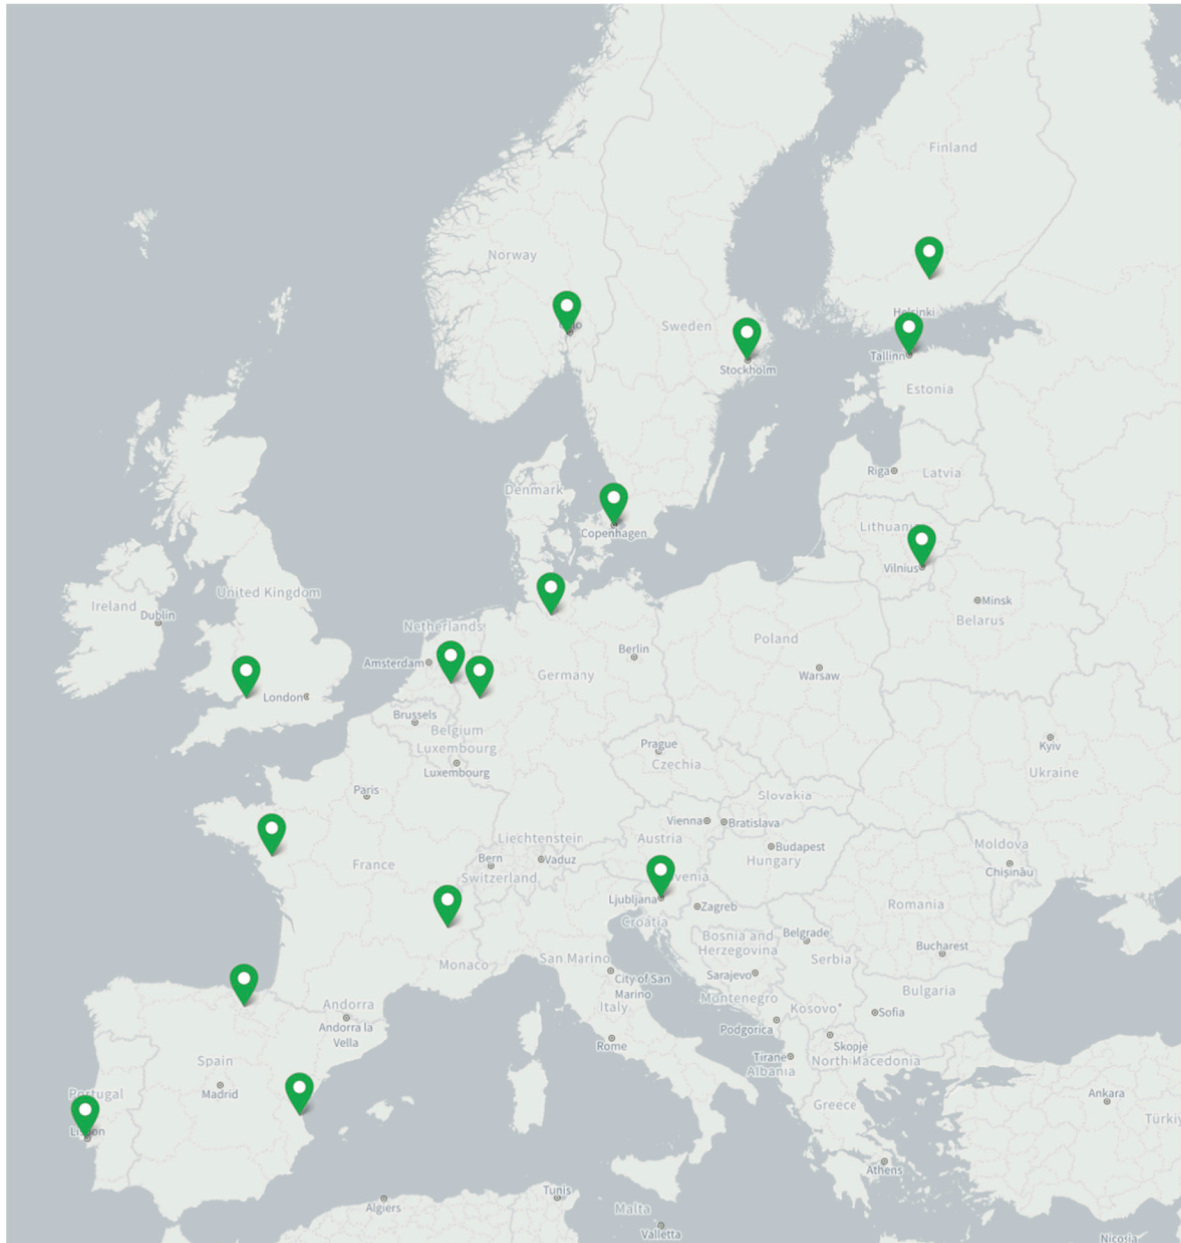 Finland
Norway
Helsinki
Sweden
Tallinn
Stockholm
Estonia
Riga
Latvia
Denmark
Lithuani
Copenhagen
Vilnius
United Kingdom
Minsk
Ireland
Dublin
Belarus
Netherlands
Poland
Berlin
Amsterdam
Germany
Warsaw
London
Brussels
Belgium
Prague
Kyiv
Luxembourg
Czechia
Luxembourg
Ukraine
Paris
Slovakia
Vienna
Bratislava
Liechtenstein
Austria
Moldova
Budapest
Bern
Vaduz
Hungary
France
Chișinău
Switzerland
venia
Ljubljana
Zagreb
Romania
Croatia
Belgrade
Bosnia and
Herzegovina
Bucharest
San Marino
Serbia
Monaco
City of San
Marino
Sarajevo
Bulgaria
Montenegro
Andorra
Italy
Kosovo*
Sofia
Andorra la
Vella
Podgorica
Rome
Skopje
Spain
Tirane
North Macedonia
Albania
Madrid
Portugal
Ankara
Greece
Türkiy
Athens
Tunis
Algiers
Malta
Valletta
Nicosia